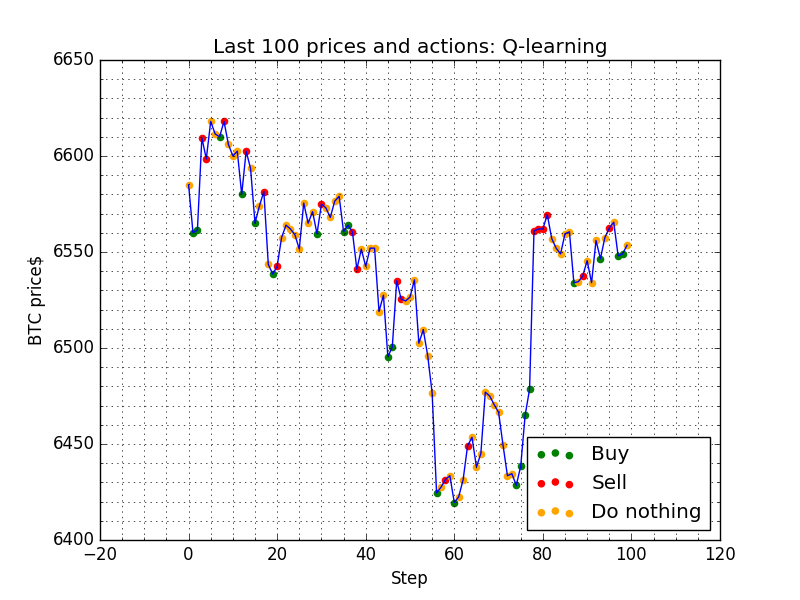 Last 100 prices and actions: Q-learning
6650
6600
6550
6500
6450
6400
BTC price$
−20 0 20 40 60 80 100 120
Step
Buy
Sell
Do nothing